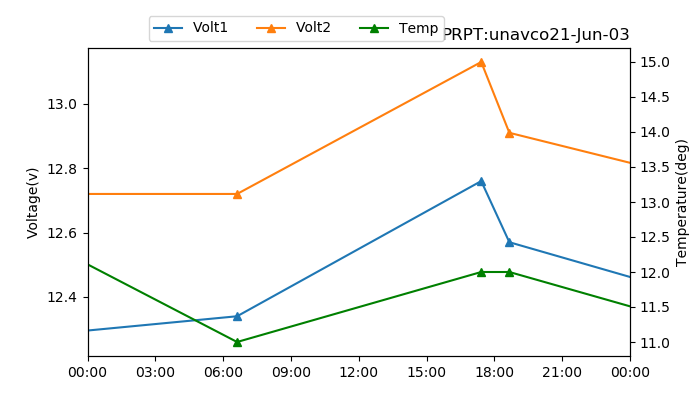 Volt1 Volt2 Temp
PRPT:unavco21-Jun-03
Voltage(v)
13.0
12.8
12.6
12.4
15.0
14.5
14.0
13.5
13.0
12.5
12.0
11.5
11.0
Temperature(deg)
00:00 03:00 06:00 09:00 12:00 15:00 18:00 21:00 00:00